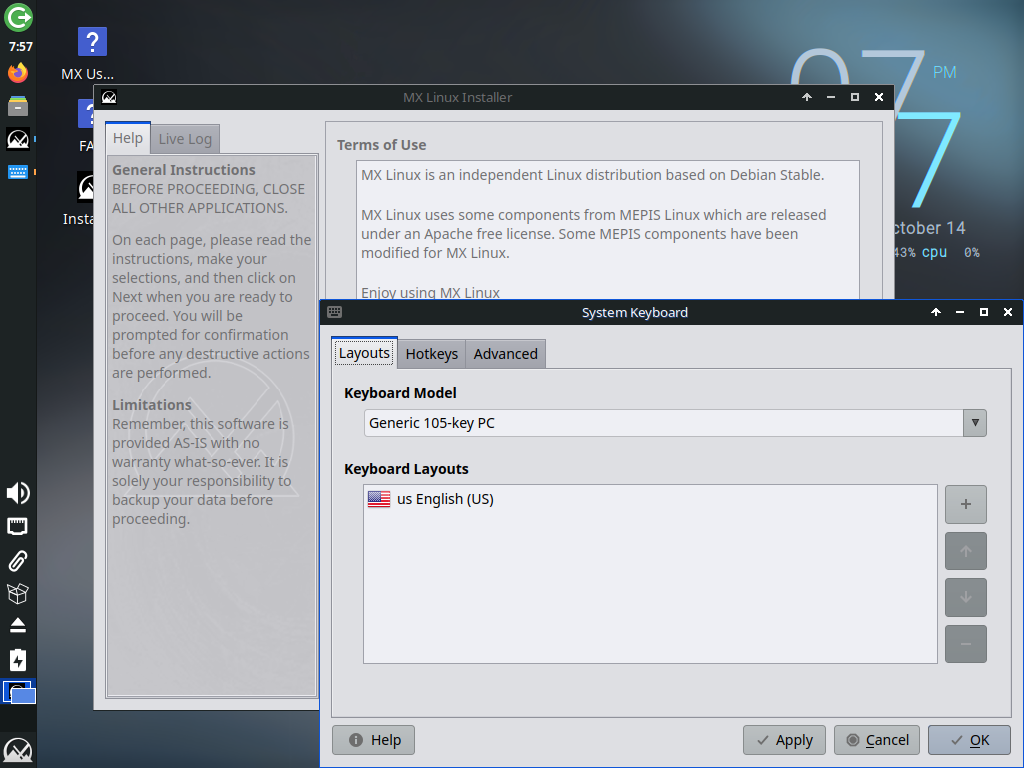 7:57
MX Us...
FA
Insta
07
PM
7
ctober 14
43% cpu 0%
MX Linux Installer
Help
Live Log
General Instructions
BEFORE PROCEEDING, CLOSE
ALL OTHER APPLICATIONS.
On each page, please read the
instructions, make your
selections, and then click on
Next when you are ready to
proceed. You will be
prompted for confirmation
before any destructive actions
are performed.
Limitations
Remember, this software is
provided AS-IS with no
warranty what-so-ever. It is
solely your responsibility to
backup your data before
proceeding.
Terms of Use
MX Linux is an independent Linux distribution based on Debian Stable.
MX Linux uses some components from MEPIS Linux which are released
under an Apache free license. Some MEPIS components have been
modified for MX Linux.
Enjoy using MX Linux
System Keyboard
Layouts
Hotkeys
Advanced
Keyboard Model
Generic 105-key PC
Keyboard Layouts
us English (US)
Help
Apply
Cancel
OK